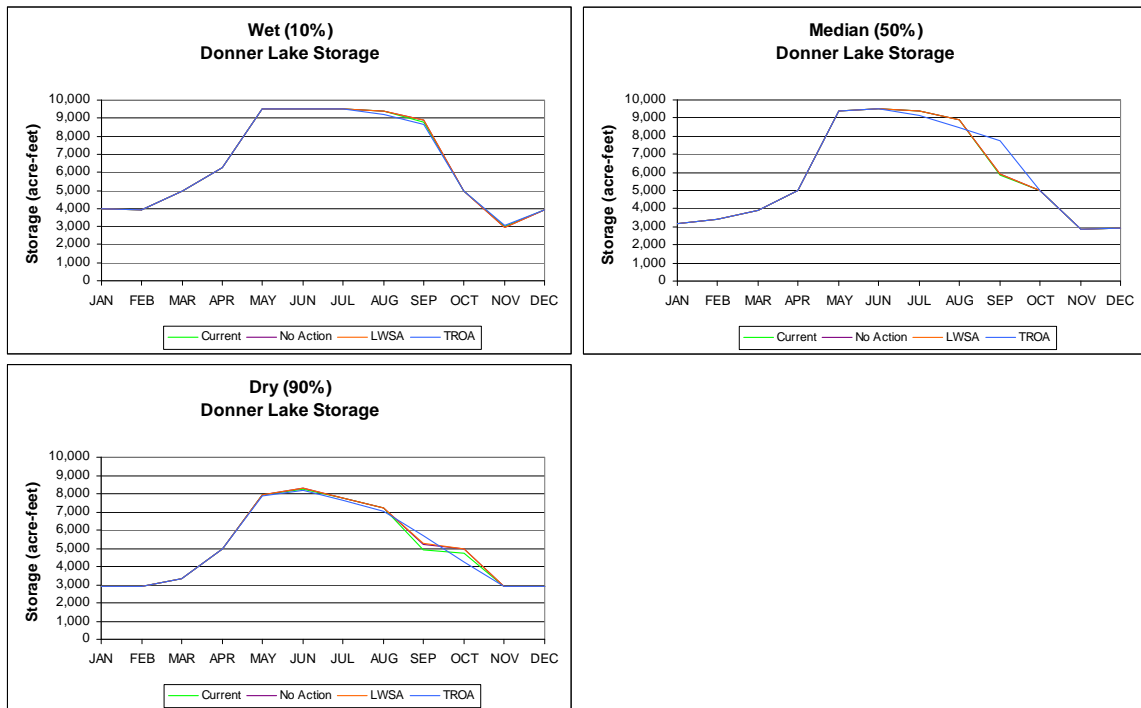 Wet (10%)
Donner Lake Storage
Storage (acre-feet)
10,000
9,000
8,000
7,000
6,000
5,000
4,000
3,000
2,000
1,000
0
JAN FEB MAR APR MAY JUN JUL AUG SEP OCT NOV DEC
Current No Action LWSA TROA
Median (50%)
Donner Lake Storage
Storage (acre-feet)
10,000
9,000
8,000
7,000
6,000
5,000
4,000
3,000
2,000
1,000
0
JAN FEB MAR APR MAY JUN JUL AUG SEP OCT NOV DEC
Current No Action LWSA TROA
Dry (90%)
Donner Lake Storage
Storage (acre-feet)
10,000
9,000
8,000
7,000
6,000
5,000
4,000
3,000
2,000
1,000
0
JAN FEB MAR APR MAY JUN JUL AUG SEP OCT NOV DEC
Current No Action LWSA TROA